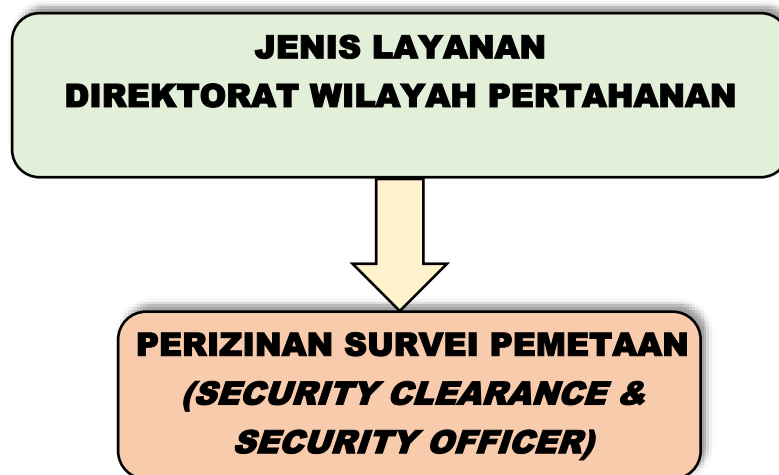 JENIS LAYANAN
DIREKTORAT WILAYAH PERTAHANAN
PERIZINAN SURVEI PEMETAAN
(SECURITY CLEARANCE &
SECURITY OFFICER)